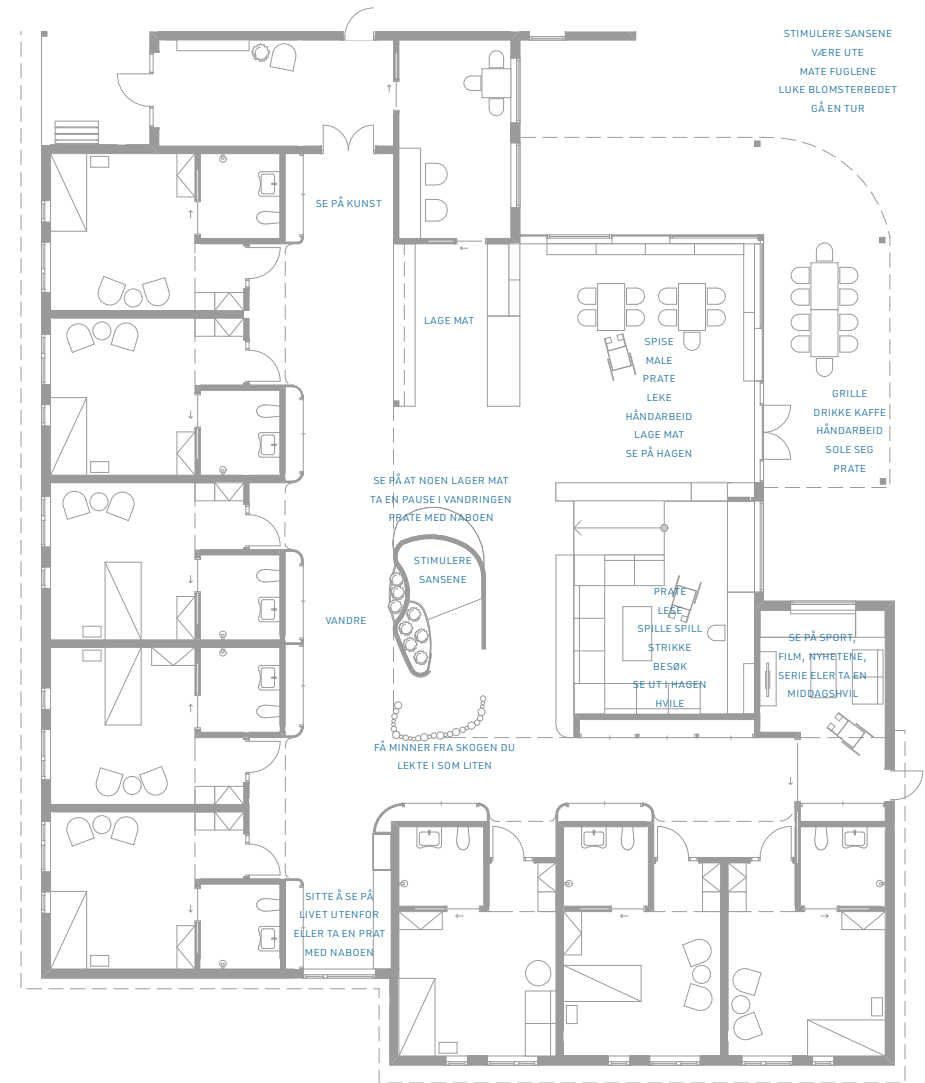 STIMULERE SANSENE
VÆRE UTE
MATE FUGLENE
LUKE BLOMSTERBEDET
GÅ EN TUR
SE PÅ KUNST
LAGE MAT
SPISE
MALE
PRATE
LEKE
HÅNDARBEID
LAGE MAT
SE PÅ HAGEN
GRILLE
DRIKKE KAFFE
HÅNDARBEID
SOLE SEG
PRATE
SE PÅ AT NOEN LAGER MAT
TA EN PAUSE I VANDRINGEN
PRATE MED NABOEN
STIMULERE
SANSENE
VANDRE
PRATE
LESE
SPILLE SPILL
STRIKKE
BESØK
SE UT I HAGEN
HVILE
SE PÅ SPORT,
FILM, NYHETENE,
SERIE ELER TA EN
MIDDAGSHVIL
FÅ MINNER FRA SKOGEN DU
LEKTE I SOM LITEN
SITTE Å SE PÅ
LIVET UTENFOR
ELLER TA EN PRAT
MED NABOEN